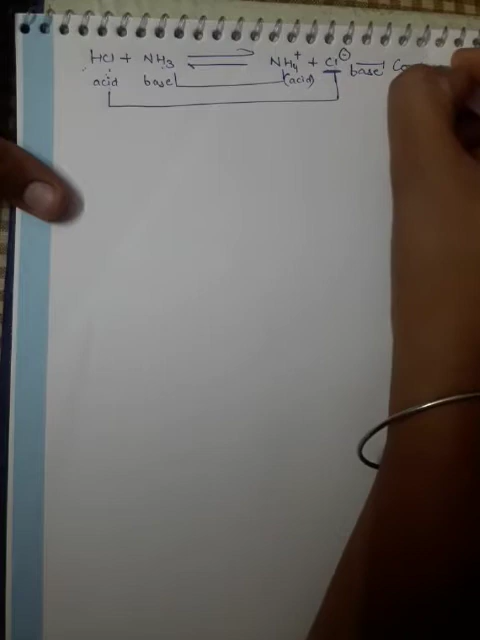 HCl + NH₃ ⇌ NH₄⁺ + Cl⊖
acid base (acid) base